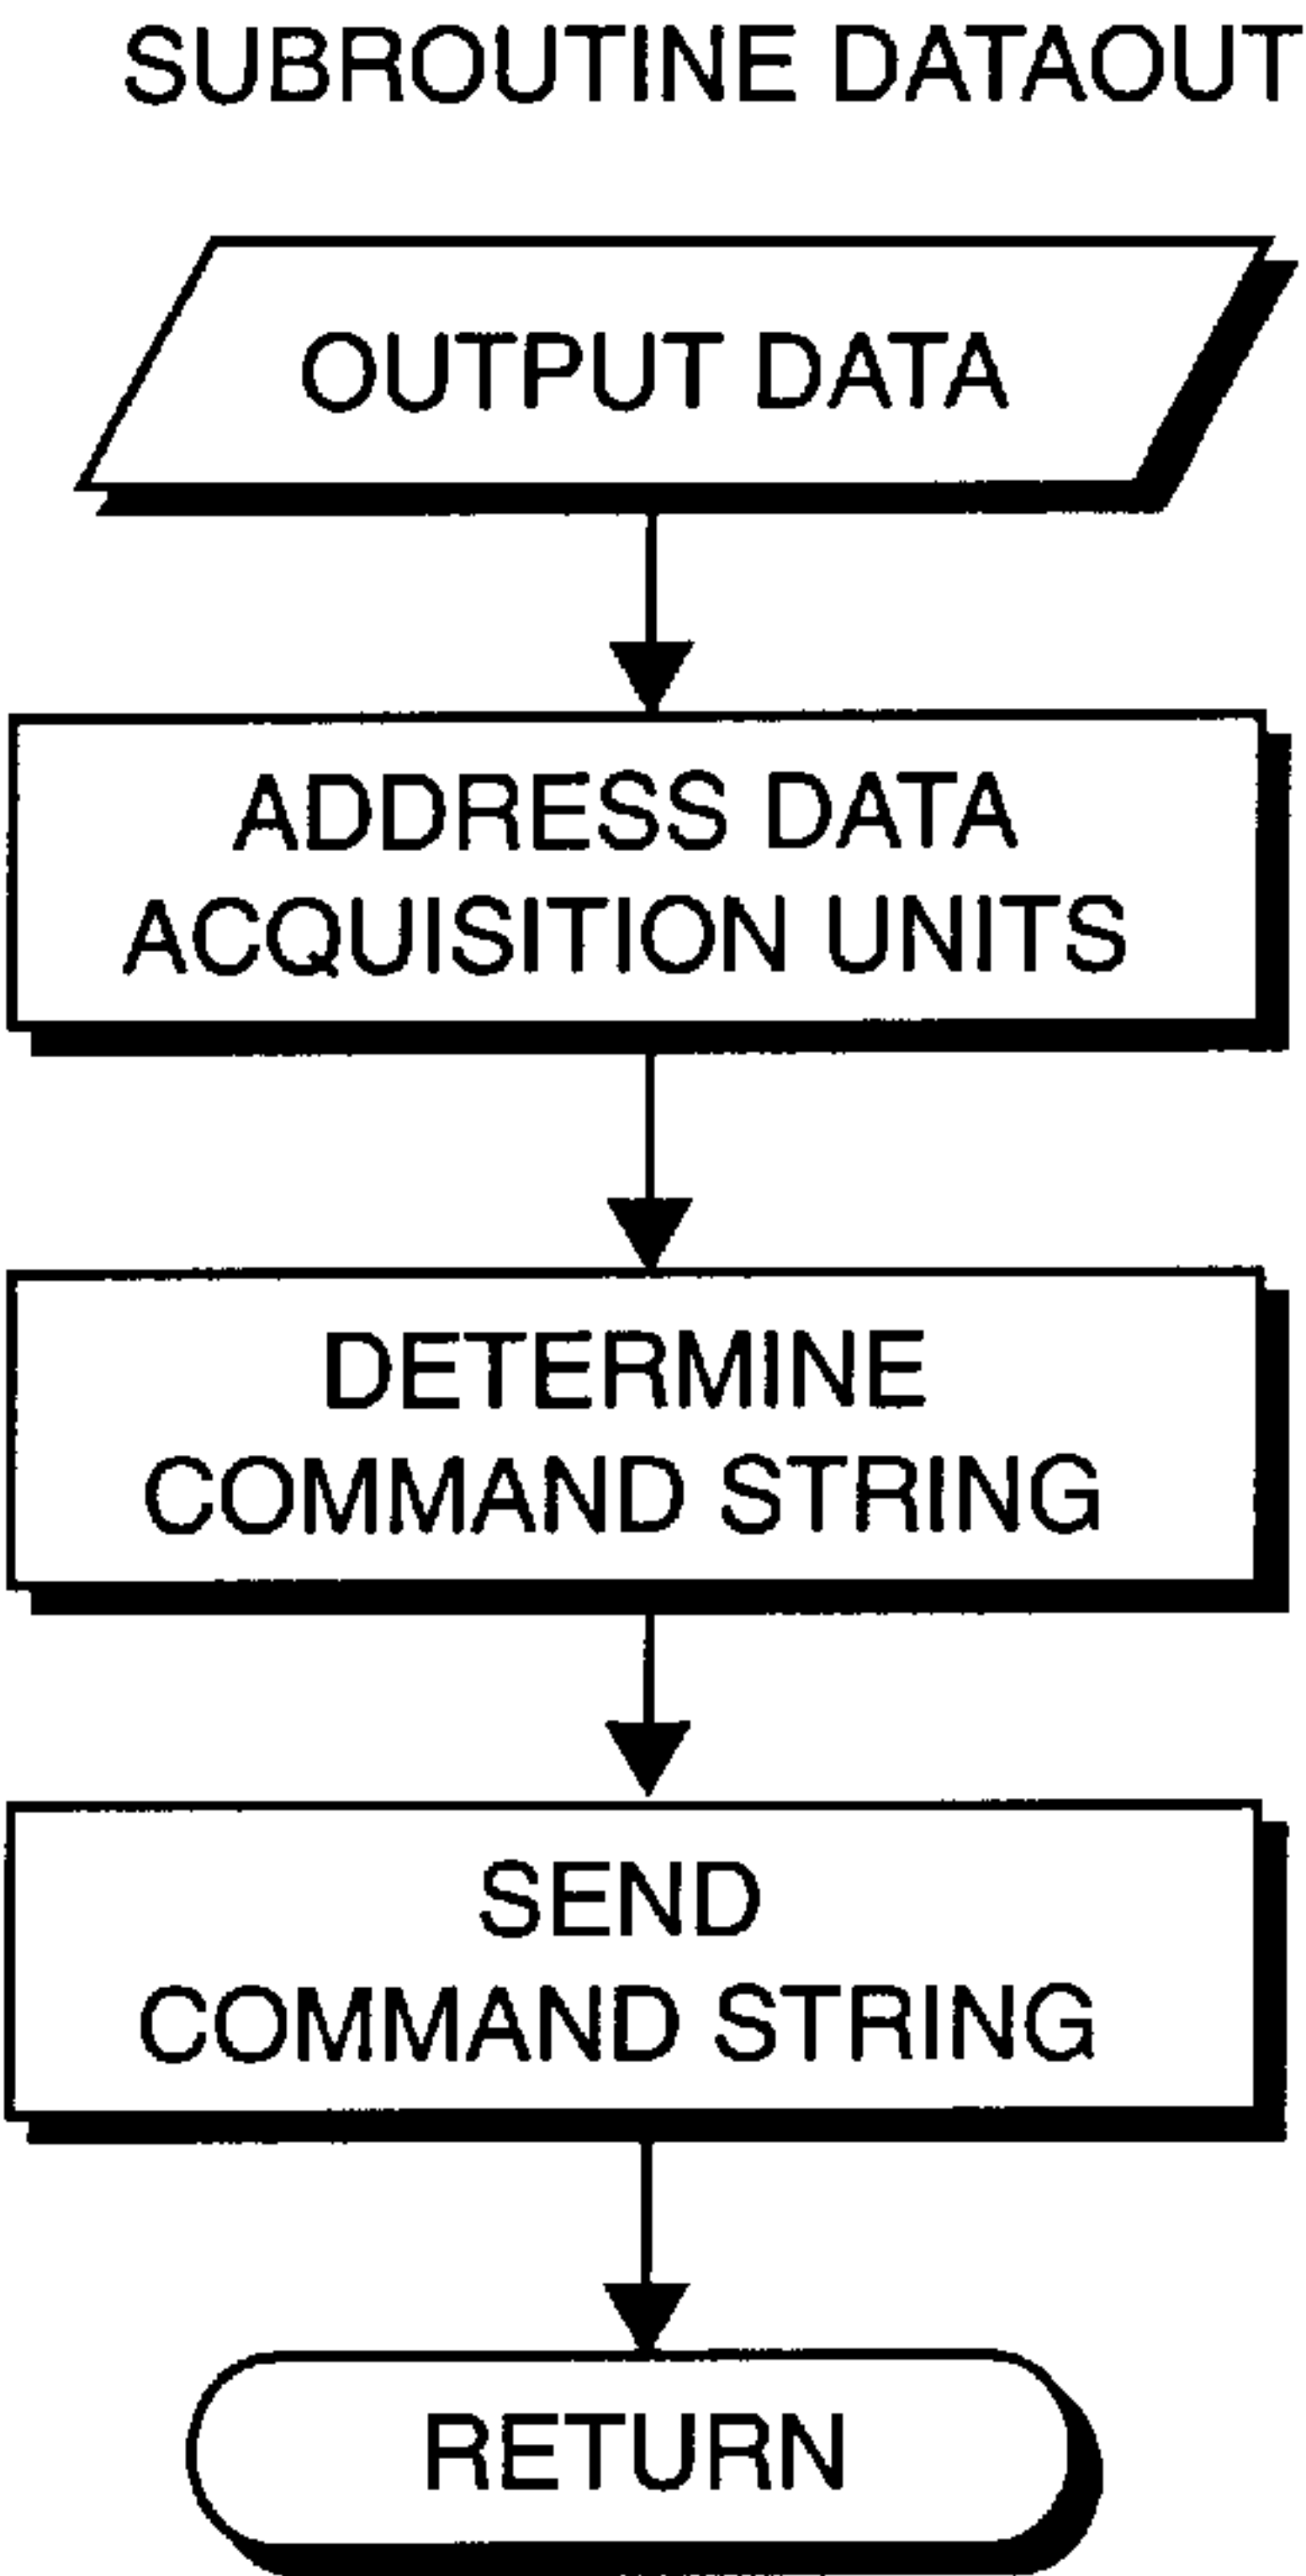 SUBROUTINE DATAOUT
OUTPUT DATA
ADDRESS DATA
ACQUISITION UNITS
DETERMINE
COMMAND STRING
SEND
COMMAND STRING
RETURN